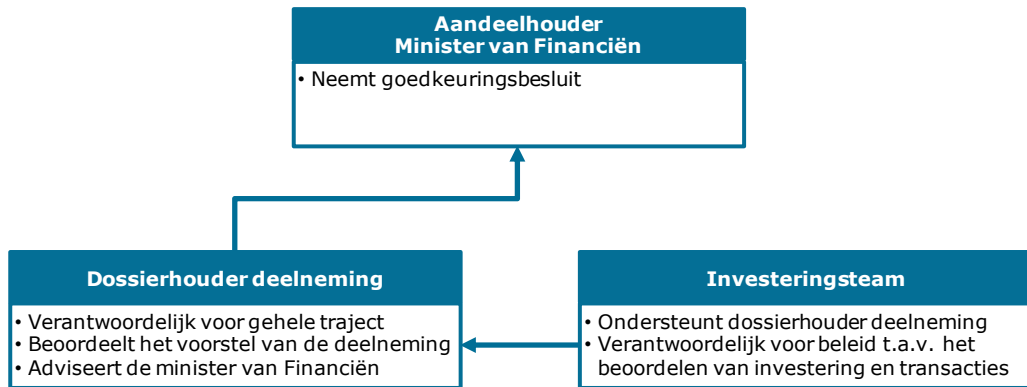 Aandeelhouder
Minister van Financiën
• Neemt goedkeuringsbesluit
Dossierhouder deelneming
• Verantwoordelijk voor gehele traject
• Beoordeelt het voorstel van de deelneming
• Adviseert de minister van Financiën
Investeringsteam
• Ondersteunt dossierhouder deelneming
• Verantwoordelijk voor beleid t.a.v. het
beoordelen van investering en transacties